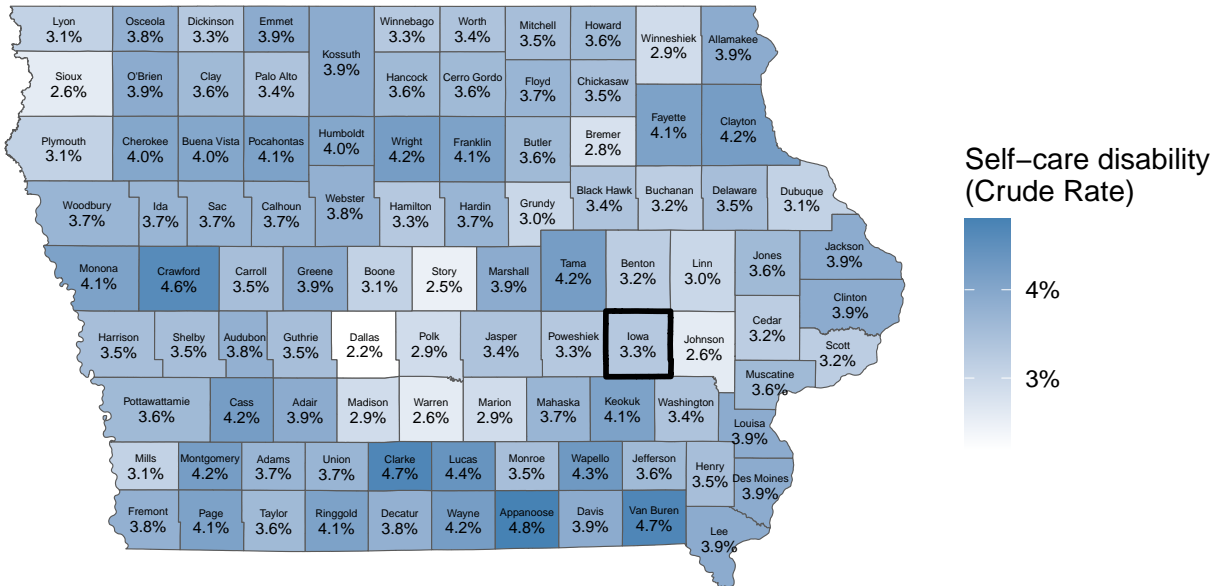 Lyon
3.1%
Osceola
3.8%
Dickinson
3.3%
Emmet
3.9%
Kossuth
3.9%
Winnebago
3.3%
Worth
3.4%
Mitchell
3.5%
Howard
3.6%
Winneshiek
2.9%
Allamakee
3.9%
Sioux
2.6%
O'Brien
3.9%
Clay
3.6%
Palo Alto
3.4%
Hancock
3.6%
Cerro Gordo
3.6%
Floyd
3.7%
Chickasaw
3.5%
Fayette
4.1%
Clayton
4.2%
Plymouth
3.1%
Cherokee
4.0%
Buena Vista
4.0%
Pocahontas
4.1%
Humboldt
4.0%
Wright
4.2%
Franklin
4.1%
Butler
3.6%
Bremer
2.8%
Woodbury
3.7%
Ida
3.7%
Sac
3.7%
Calhoun
3.7%
Webster
3.8%
Hamilton
3.3%
Hardin
3.7%
Grundy
3.0%
Black Hawk
3.4%
Buchanan
3.2%
Delaware
3.5%
Dubuque
3.1%
Monona
4.1%
Crawford
4.6%
Carroll
3.5%
Greene
3.9%
Boone
3.1%
Story
2.5%
Marshall
3.9%
Tama
4.2%
Benton
3.2%
Linn
3.0%
Jones
3.6%
Jackson
3.9%
Clinton
3.9%
Harrison
3.5%
Shelby
3.5%
Audubon
3.8%
Guthrie
3.5%
Dallas
2.2%
Polk
2.9%
Jasper
3.4%
Poweshiek
3.3%
Iowa
3.3%
Johnson
2.6%
Cedar
3.2%
Scott
3.2%
Muscatine
3.6%
Pottawattamie
3.6%
Cass
4.2%
Adair
3.9%
Madison
2.9%
Warren
2.6%
Marion
2.9%
Mahaska
3.7%
Keokuk
4.1%
Washington
3.4%
Louisa
3.9%
Mills
3.1%
Montgomery
4.2%
Adams
3.7%
Union
3.7%
Clarke
4.7%
Lucas
4.4%
Monroe
3.5%
Wapello
4.3%
Jefferson
3.6%
Henry
3.5%
Des Moines
3.9%
Fremont
3.8%
Page
4.1%
Taylor
3.6%
Ringgold
4.1%
Decatur
3.8%
Wayne
4.2%
Appanoose
4.8%
Davis
3.9%
Van Buren
4.7%
Lee
3.9%
Self−care disability
(Crude Rate)
4%
3%